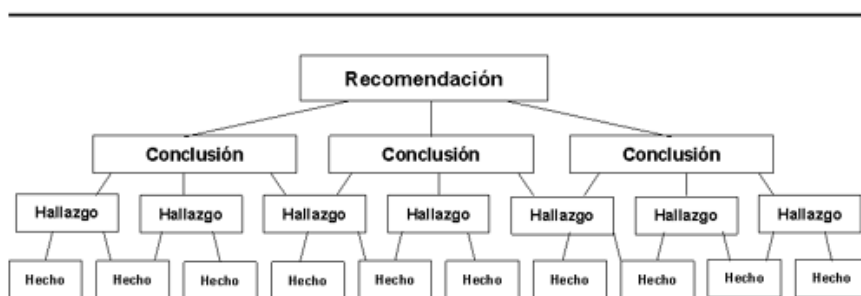 Recomendación
Conclusión Conclusión Conclusión
Hallazgo Hallazgo Hallazgo Hallazgo Hallazgo Hallazgo Hallazgo
Hecho Hecho Hecho Hecho Hecho Hecho Hecho Hecho Hecho Hecho